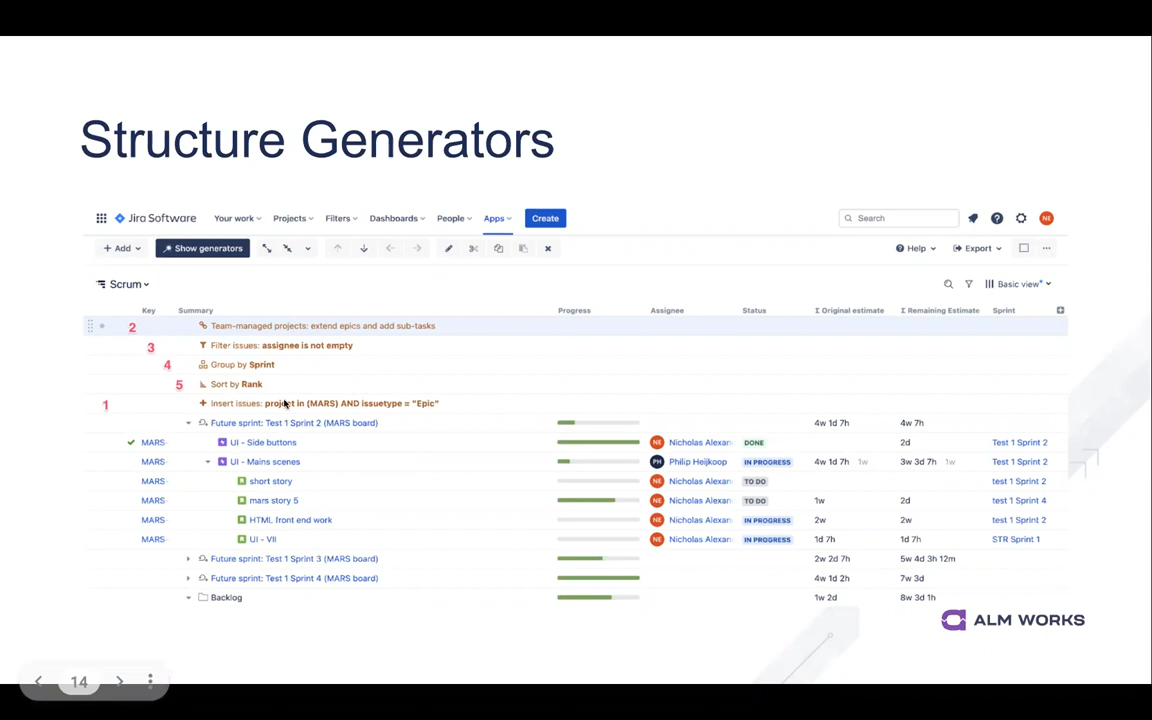 Structure Generators
Jira Software Your work Projects Filters Dashboards People Apps Create Search NE
+ Add Show generators Help Export
Scrum Basic view
Key Summary Progress Assignee Status Σ Original estimate Σ Remaining Estimate Sprint
2 Team-managed projects: extend epics and add sub-tasks
3 Filter issues: assignee is not empty
4 Group by Sprint
5 Sort by Rank
1 Insert issues: project in (MARS) AND issuetype = "Epic"
Future sprint: Test 1 Sprint 2 (MARS board) 4w 1d 7h 4w 7h
MARS- UI - Side buttons NE Nicholas Alexan DONE 2d Test 1 Sprint 2
MARS- UI - Mains scenes PH Philip Heijkoop IN PROGRESS 4w 1d 7h 1w 3w 3d 7h 1w Test 1 Sprint 2
MARS- short story NE Nicholas Alexan TO DO test 1 Sprint 2
MARS- mars story 5 NE Nicholas Alexan TO DO 1w 2d test 1 Sprint 4
MARS- HTML front end work NE Nicholas Alexan IN PROGRESS 2w 2w test 1 Sprint 2
MARS- UI - VII NE Nicholas Alexan IN PROGRESS 1d 7h 1d 7h STR Sprint 1
Future sprint: Test 1 Sprint 3 (MARS board) 2w 2d 7h 5w 4d 3h 12m
Future sprint: Test 1 Sprint 4 (MARS board) 4w 1d 2h 7w 3d
Backlog 1w 2d 8w 3d 1h
ALM WORKS
14